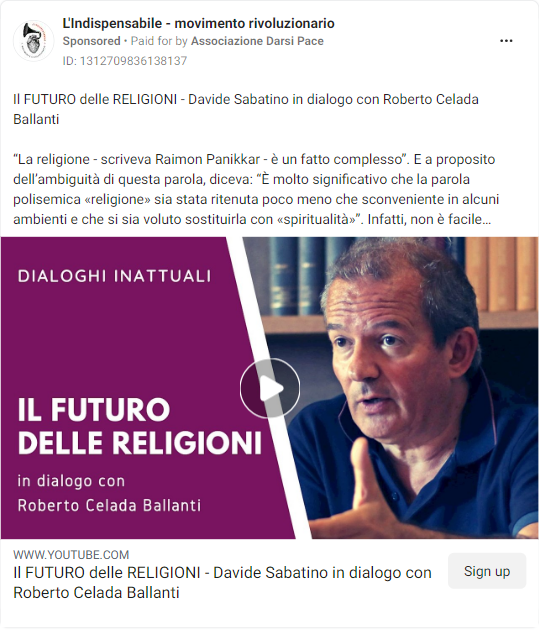 L'Indispensabile - movimento rivoluzionario
Sponsored • Paid for by Associazione Darsi Pace
ID: 1312709836138137
Il FUTURO delle RELIGIONI - Davide Sabatino in dialogo con Roberto Celada
Ballanti
“La religione - scriveva Raimon Panikkar - è un fatto complesso”. E a proposito
dell’ambiguità di questa parola, diceva: “È molto significativo che la parola
polisemica «religione» sia stata ritenuta poco meno che sconveniente in alcuni
ambienti e che si sia voluto sostituirla con «spiritualità»”. Infatti, non è facile...
DIALOGHI INATTUALI
IL FUTURO
DELLE RELIGIONI
in dialogo con
Roberto Celada Ballanti
WWW.YOUTUBE.COM
Il FUTURO delle RELIGIONI - Davide Sabatino in dialogo con
Roberto Celada Ballanti
Sign up